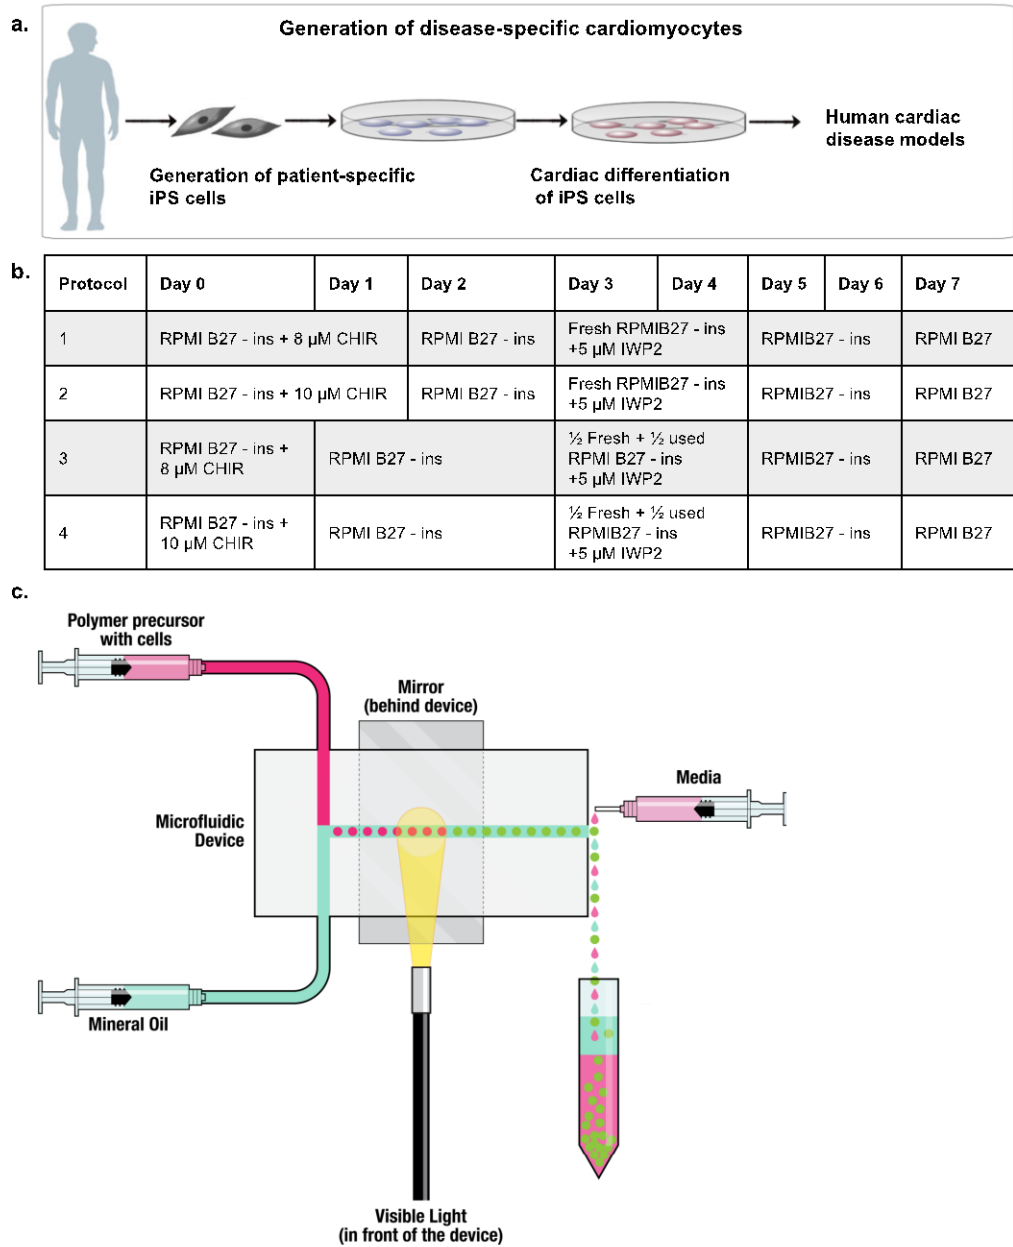 a.
Generation of disease-specific cardiomyocytes
Generation of patient-specific
iPS cells
Cardiac differentiation
of iPS cells
Human cardiac
disease models
b.
Protocol
Day 0
Day 1
Day 2
Day 3
Day 4
Day 5
Day 6
Day 7
1
RPMI B27 - ins + 8 µM CHIR
RPMI B27 - ins
Fresh RPMIB27 - ins
+5 µM IWP2
RPMIB27 - ins
RPMI B27
2
RPMI B27 - ins + 10 µM CHIR
RPMI B27 - ins
Fresh RPMIB27 - ins
+5 µM IWP2
RPMIB27 - ins
RPMI B27
3
RPMI B27 - ins +
8 µM CHIR
RPMI B27 - ins
½ Fresh + ½ used
RPMI B27 - ins
+5 µM IWP2
RPMIB27 - ins
RPMI B27
4
RPMI B27 - ins +
10 µM CHIR
RPMI B27 - ins
½ Fresh + ½ used
RPMIB27 - ins
+5 µM IWP2
RPMIB27 - ins
RPMI B27
c.
Polymer precursor
with cells
Mirror
(behind device)
Media
Microfluidic
Device
Mineral Oil
Visible Light
(in front of the device)